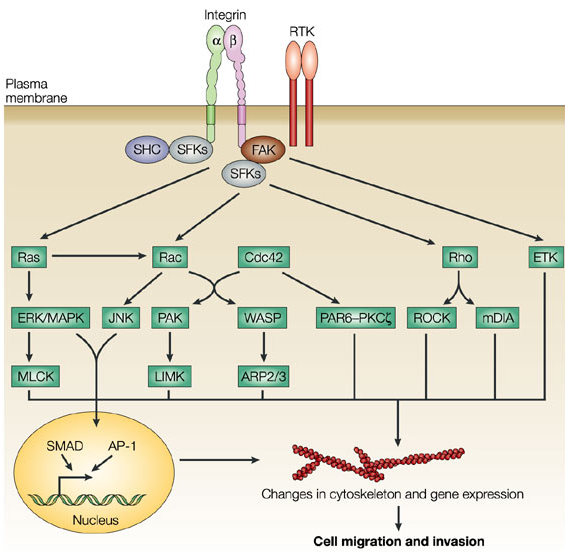 Integrin
α β
RTK
Plasma
membrane
SHC SFKs FAK
SFKs
Ras Rac Cdc42 Rho ETK
ERK/MAPK JNK PAK WASP PAR6–PKCζ ROCK mDIA
MLCK LIMK ARP2/3
SMAD AP-1
Nucleus
Changes in cytoskeleton and gene expression
Cell migration and invasion